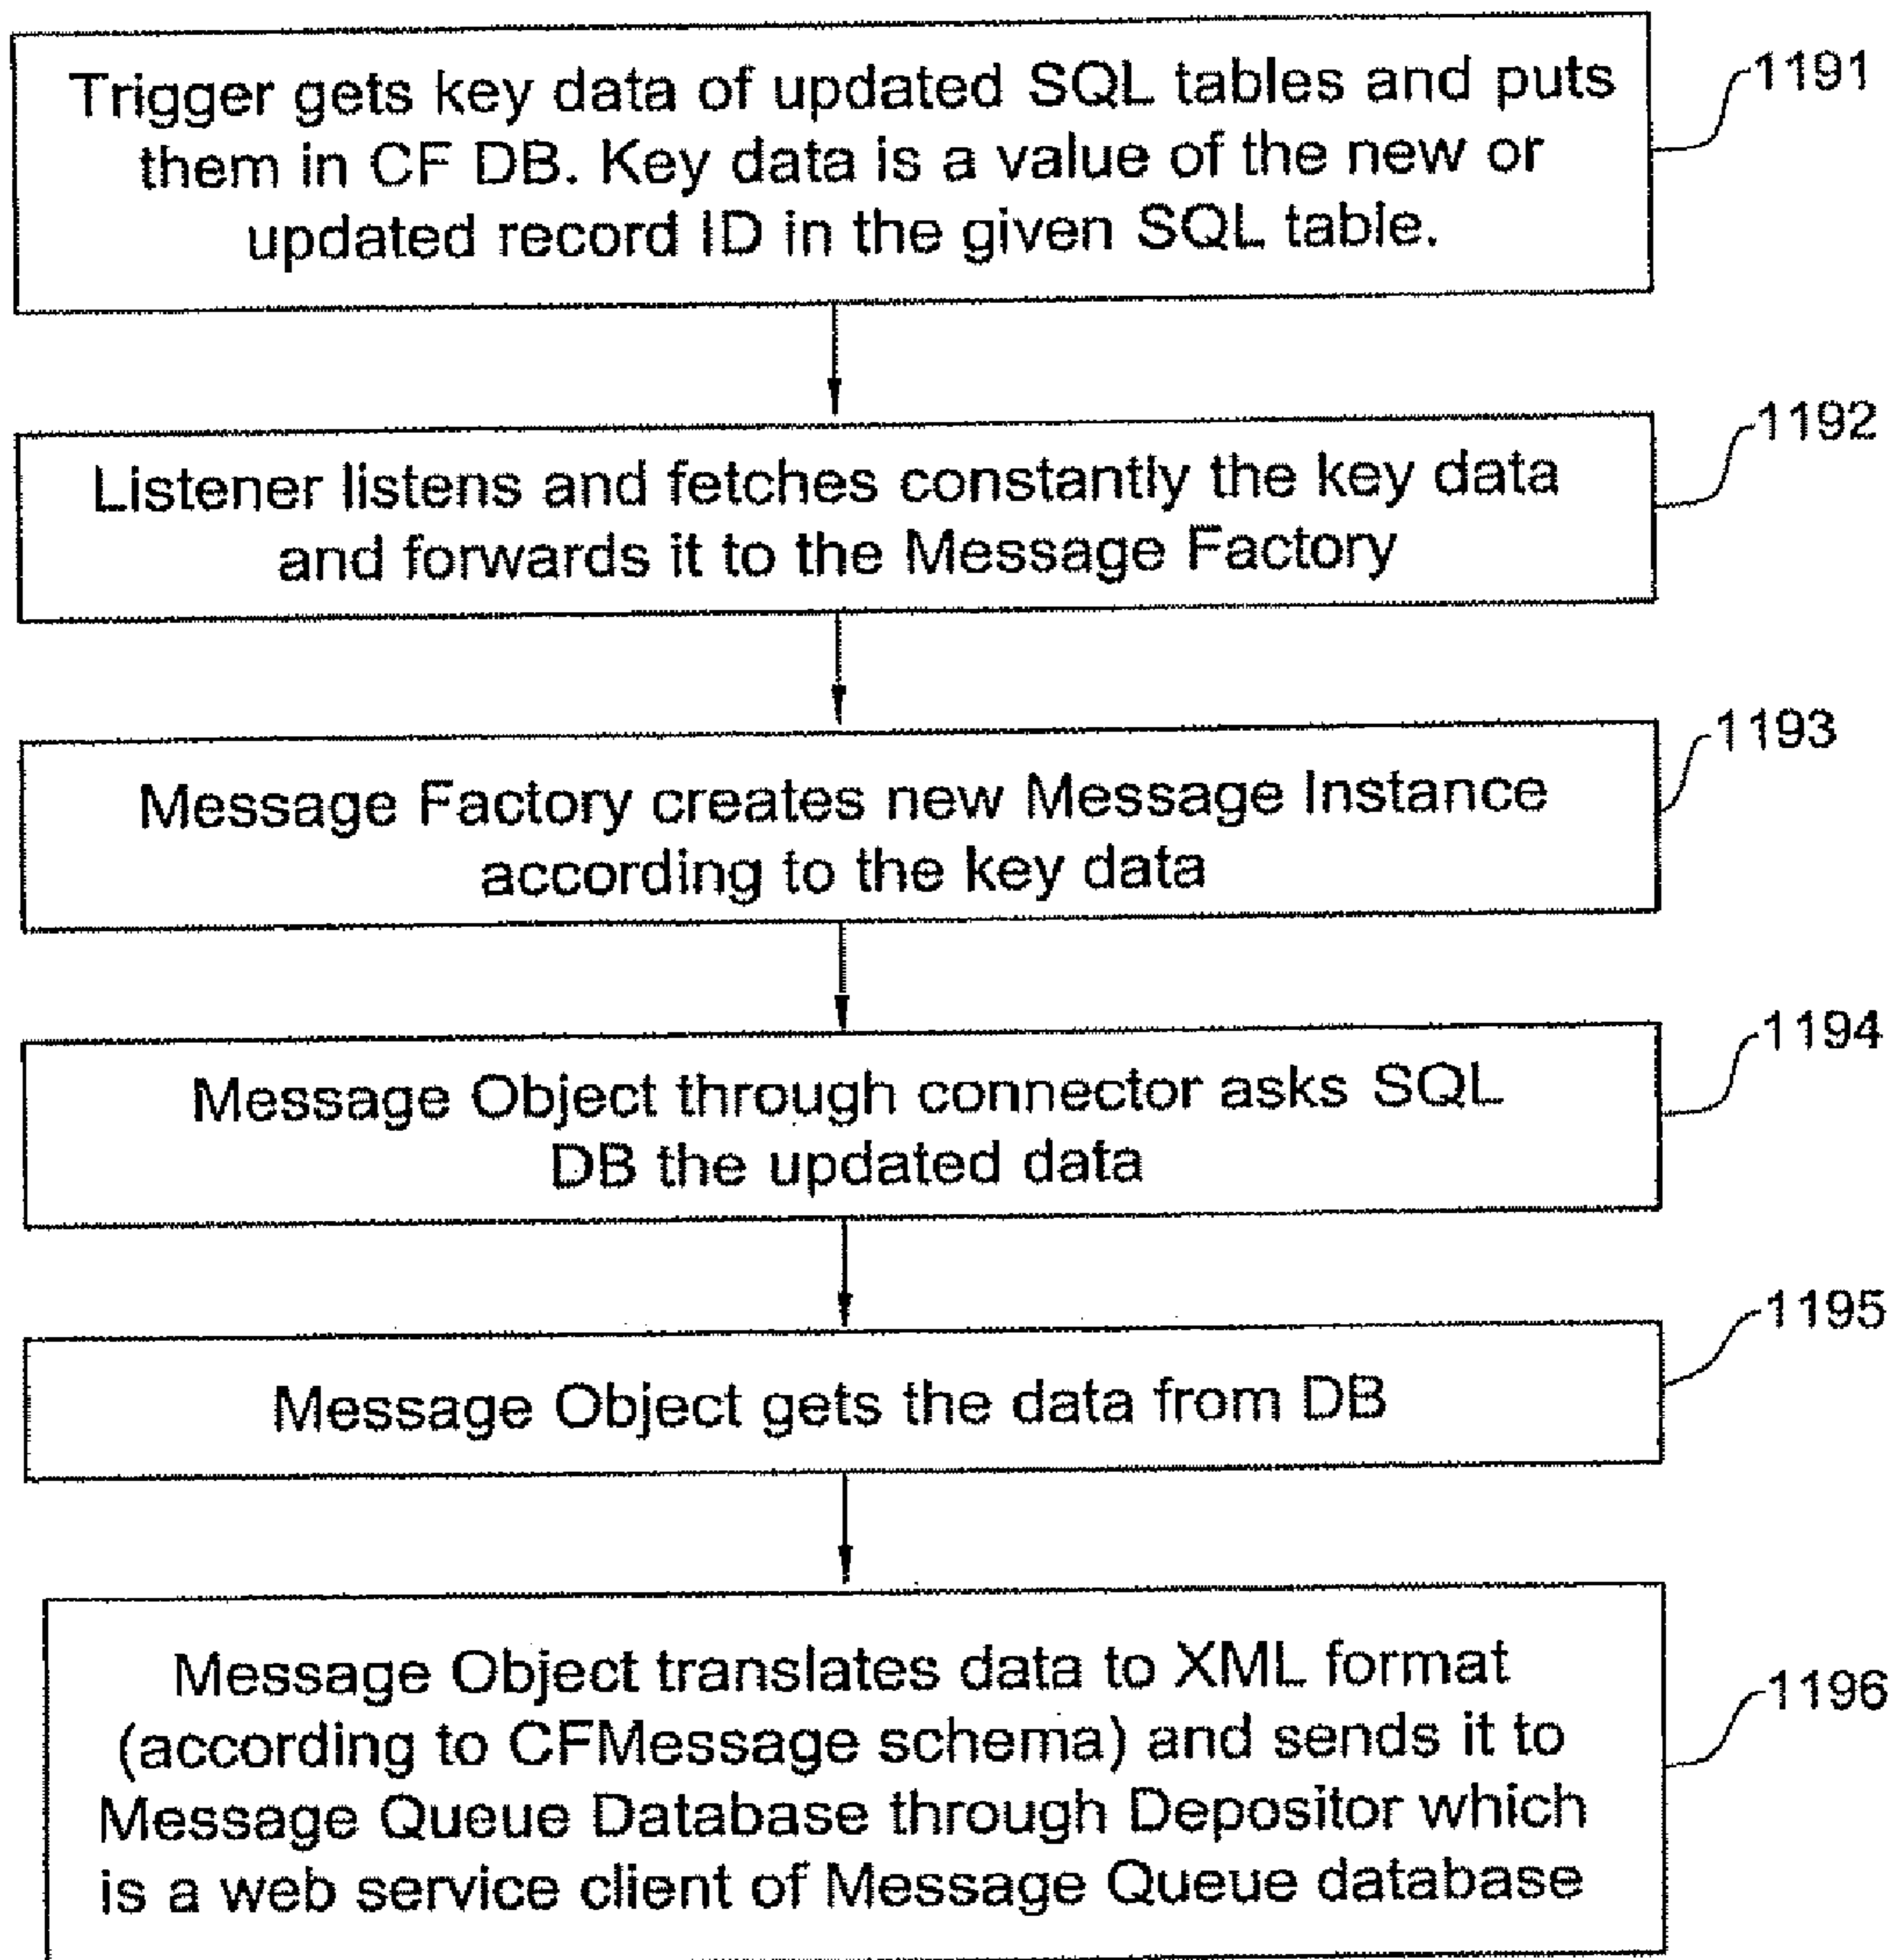 Trigger gets key data of updated SQL tables and puts
them in CF DB. Key data is a value of the new or
updated record ID in the given SQL table.
1191
Listener listens and fetches constantly the key data
and forwards it to the Message Factory
1192
Message Factory creates new Message Instance
according to the key data
1193
Message Object through connector asks SQL
DB the updated data
1194
Message Object gets the data from DB
1195
Message Object translates data to XML format
(according to CFMessage schema) and sends it to
Message Queue Database through Depositor which
is a web service client of Message Queue database
1196